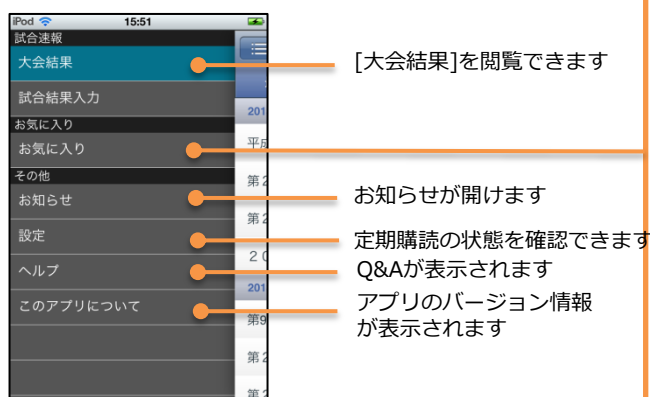 iPod 15:51
試合速報
大会結果
[大会結果]を閲覧できます
試合結果入力
201
お気に入り
お気に入り
平成
その他
第2
お知らせ
お知らせが開けます
第2
設定
定期購読の状態を確認できます
20
ヘルプ
Q&Aが表示されます
201
このアプリについて
アプリのバージョン情報
が表示されます
第9
第2
第2